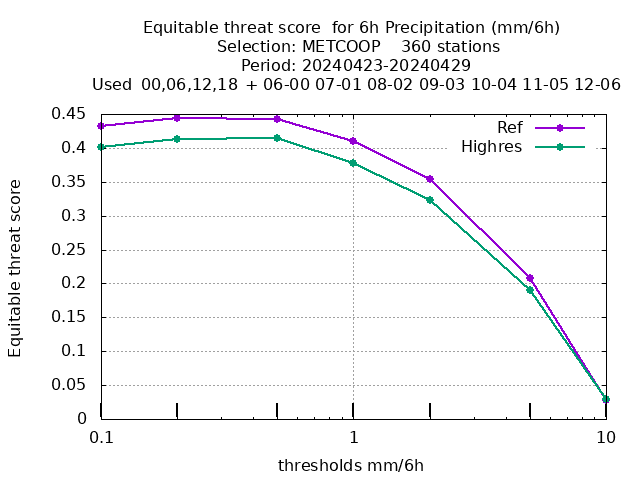 Equitable threat score  for 6h Precipitation (mm/6h)
Selection: METCOOP    360 stations
Period: 20240423-20240429
Used  00,06,12,18  + 06-00 07-01 08-02 09-03 10-04 11-05 12-06
Ref
Highres
Equitable threat score
0.45
0.4
0.35
0.3
0.25
0.2
0.15
0.1
0.05
0
0.1
1
10
thresholds mm/6h